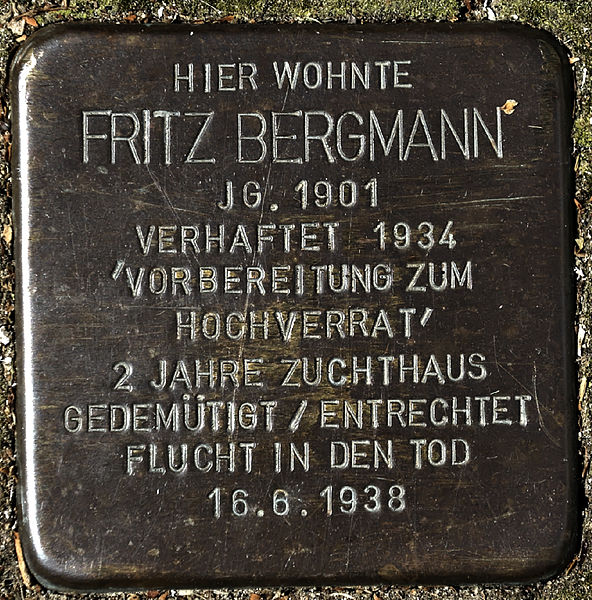 HIER WOHNTE
FRITZ BERGMANN
JG. 1901
VERHAFTET 1934
'VORBEREITUNG ZUM
HOCHVERRAT'
2 JAHRE ZUCHTHAUS
GEDEMÜTIGT / ENTRECHTET
FLUCHT IN DEN TOD
16.6.1938